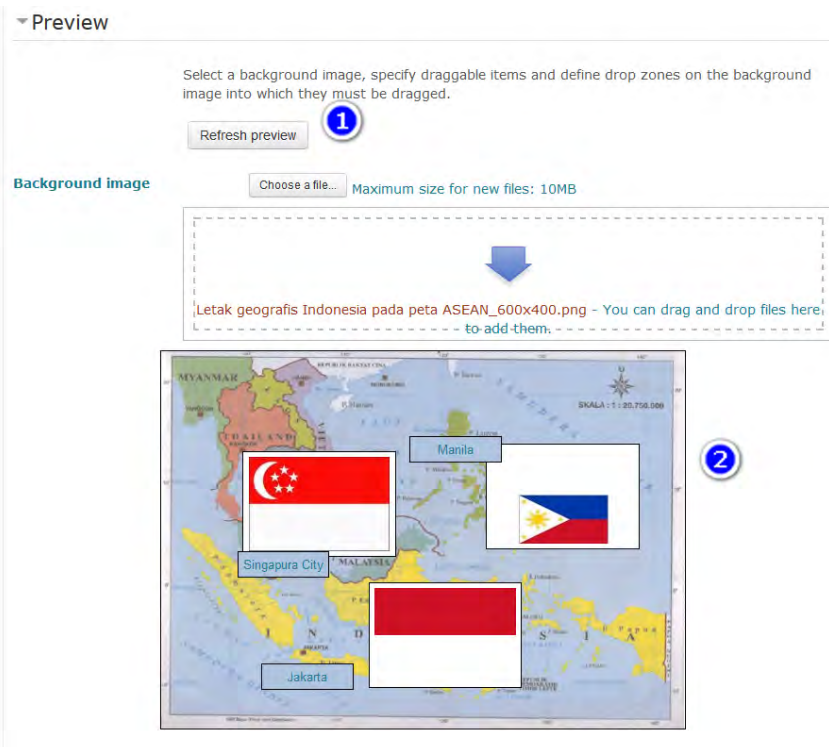 Preview
Select a background image, specify draggable items and define drop zones on the background
image into which they must be dragged.
Refresh preview
1
Background image
Choose a file...
Maximum size for new files: 10MB
Letak geografis Indonesia pada peta ASEAN_600x400.png - You can drag and drop files here
to add them.
MYANMAR
SKALA : 1 : 20.750.000
THAILAND
Manila
2
Singapura City
MALAYSIA
I N D
S I A
Jakarta